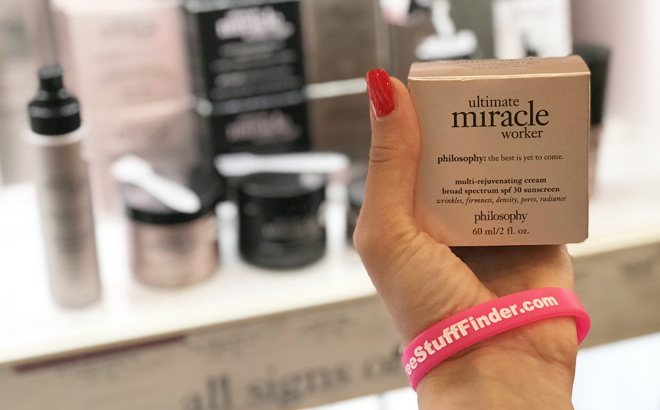 ultimate
miracle
worker
philosophy: the best is yet to come.
multi-rejuvenating cream
broad spectrum spf 30 sunscreen
wrinkles, firmness, density, pores, radiance
philosophy
60 ml/2 fl. oz.
eeStuffFinder.com
all signs of